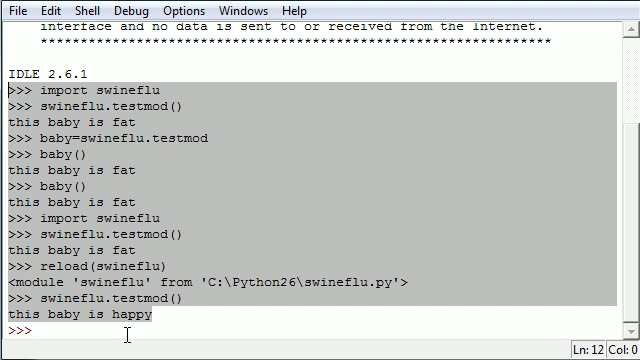 File Edit Shell Debug Options Windows Help
interface and no data is sent to or received from the Internet.
****************************************************************
IDLE 2.6.1
>>> import swineflu
>>> swineflu.testmod()
this baby is fat
>>> baby=swineflu.testmod
>>> baby()
this baby is fat
>>> baby()
this baby is fat
>>> import swineflu
>>> swineflu.testmod()
this baby is fat
>>> reload(swineflu)
<module 'swineflu' from 'C:\Python26\swineflu.py'>
>>> swineflu.testmod()
this baby is happy
>>>
Ln: 12 Col: 0